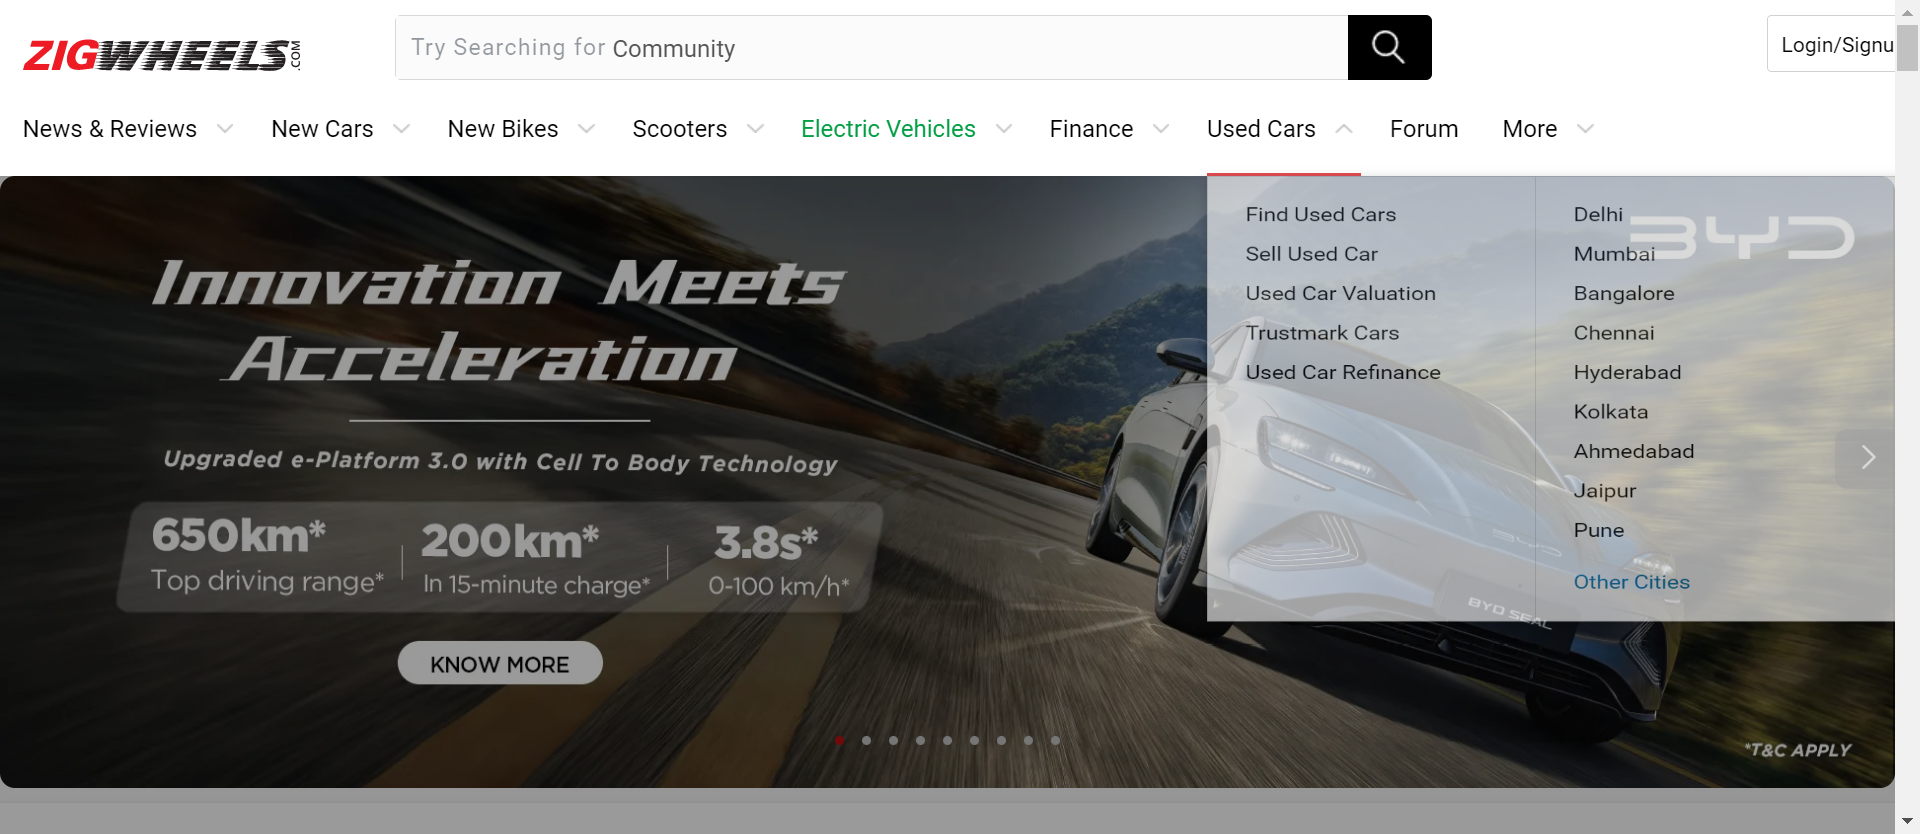 ZIGWHEELS.COM
Try Searching for Community
Login/Signu
News & Reviews
New Cars
New Bikes
Scooters
Electric Vehicles
Finance
Used Cars
Forum
More
Innovation Meets
Acceleration
Upgraded e-Platform 3.0 with Cell To Body Technology
650km*
Top driving range*
200km*
In 15-minute charge*
3.8s*
0-100 km/h*
KNOW MORE
Find Used Cars
Sell Used Car
Used Car Valuation
Trustmark Cars
Used Car Refinance
Delhi
Mumbai
Bangalore
Chennai
Hyderabad
Kolkata
Ahmedabad
Jaipur
Pune
Other Cities
BYD
BYD
BYD SEAL
*T&C APPLY